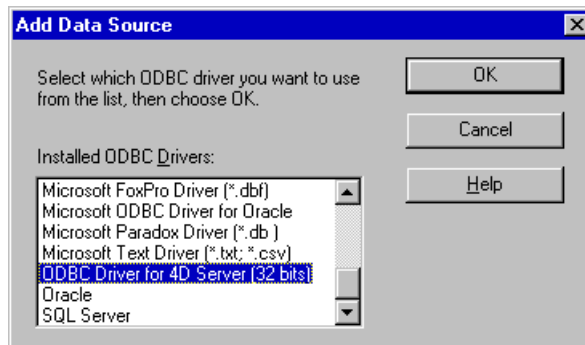 Add Data Source
Select which ODBC driver you want to use
from the list, then choose OK.
OK
Cancel
Help
Installed ODBC Drivers:
Microsoft FoxPro Driver (*.dbf)
Microsoft ODBC Driver for Oracle
Microsoft Paradox Driver (*.db )
Microsoft Text Driver (*.txt; *.csv)
ODBC Driver for 4D Server (32 bits)
Oracle
SQL Server